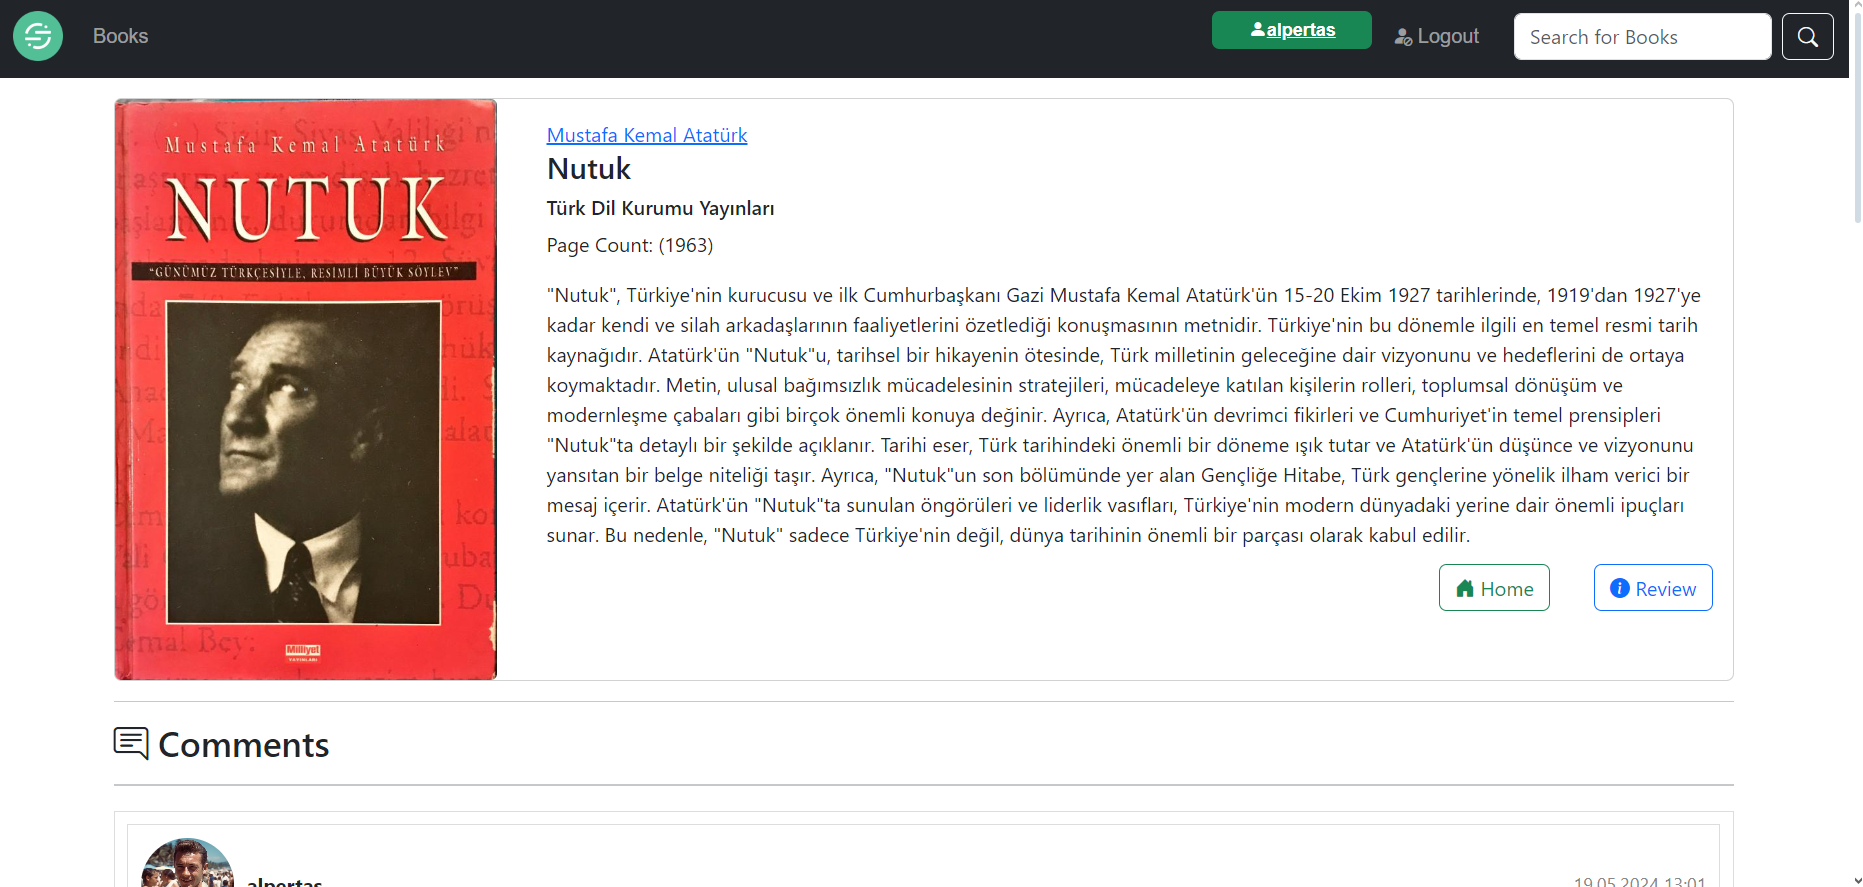 Books
alpertas
Logout
Search for Books
Mustafa Kemal Atatürk
NUTUK
"GÜNÜMÜZ TÜRKÇESİYLE, RESİMLİ BÜYÜK SÖYLEV"
Milliyet
YAYINLARI
Mustafa Kemal Atatürk
Nutuk
Türk Dil Kurumu Yayınları
Page Count: (1963)
"Nutuk", Türkiye'nin kurucusu ve ilk Cumhurbaşkanı Gazi Mustafa Kemal Atatürk'ün 15-20 Ekim 1927 tarihlerinde, 1919'dan 1927'ye
kadar kendi ve silah arkadaşlarının faaliyetlerini özetlediği konuşmasının metnidir. Türkiye'nin bu dönemle ilgili en temel resmi tarih
kaynağıdır. Atatürk'ün "Nutuk"u, tarihsel bir hikayenin ötesinde, Türk milletinin geleceğine dair vizyonunu ve hedeflerini de ortaya
koymaktadır. Metin, ulusal bağımsızlık mücadelesinin stratejileri, mücadeleye katılan kişilerin rolleri, toplumsal dönüşüm ve
modernleşme çabaları gibi birçok önemli konuya değinir. Ayrıca, Atatürk'ün devrimci fikirleri ve Cumhuriyet'in temel prensipleri
"Nutuk"ta detaylı bir şekilde açıklanır. Tarihi eser, Türk tarihindeki önemli bir döneme ışık tutar ve Atatürk'ün düşünce ve vizyonunu
yansıtan bir belge niteliği taşır. Ayrıca, "Nutuk"un son bölümünde yer alan Gençliğe Hitabe, Türk gençlerine yönelik ilham verici bir
mesaj içerir. Atatürk'ün "Nutuk"ta sunulan öngörüleri ve liderlik vasıfları, Türkiye'nin modern dünyadaki yerine dair önemli ipuçları
sunar. Bu nedenle, "Nutuk" sadece Türkiye'nin değil, dünya tarihinin önemli bir parçası olarak kabul edilir.
Home
Review
Comments
alpertas
19.05.2024 13:01